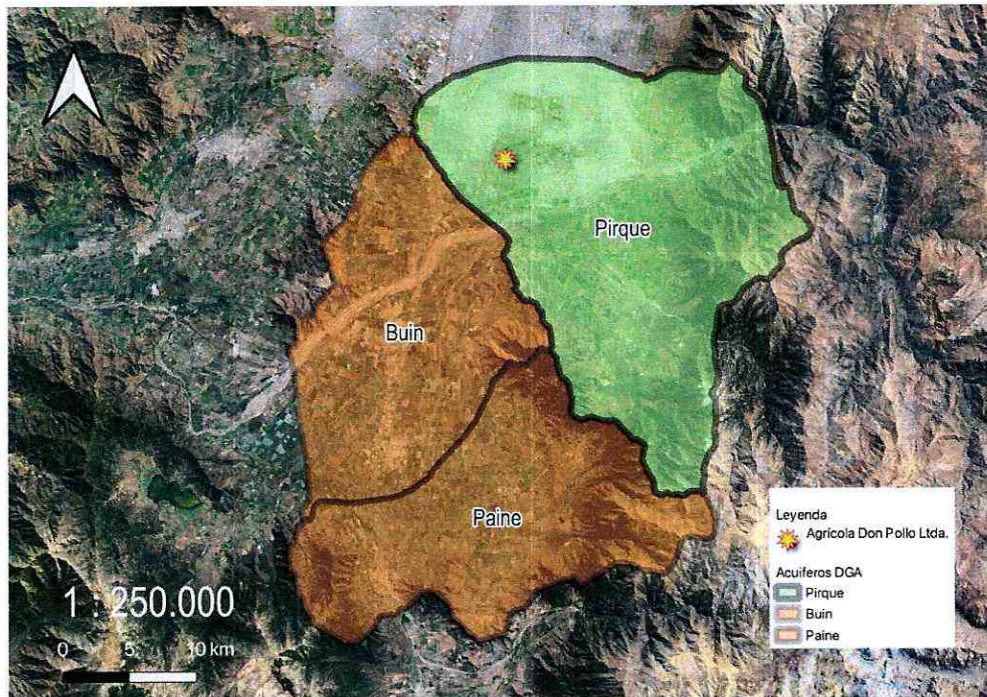 Pirque
Buin
Paine
1 : 250.000
0 5 10 km
Leyenda
Agrícola Don Pollo Ltda.
Acuiferos DGA
Pirque
Buin
Paine